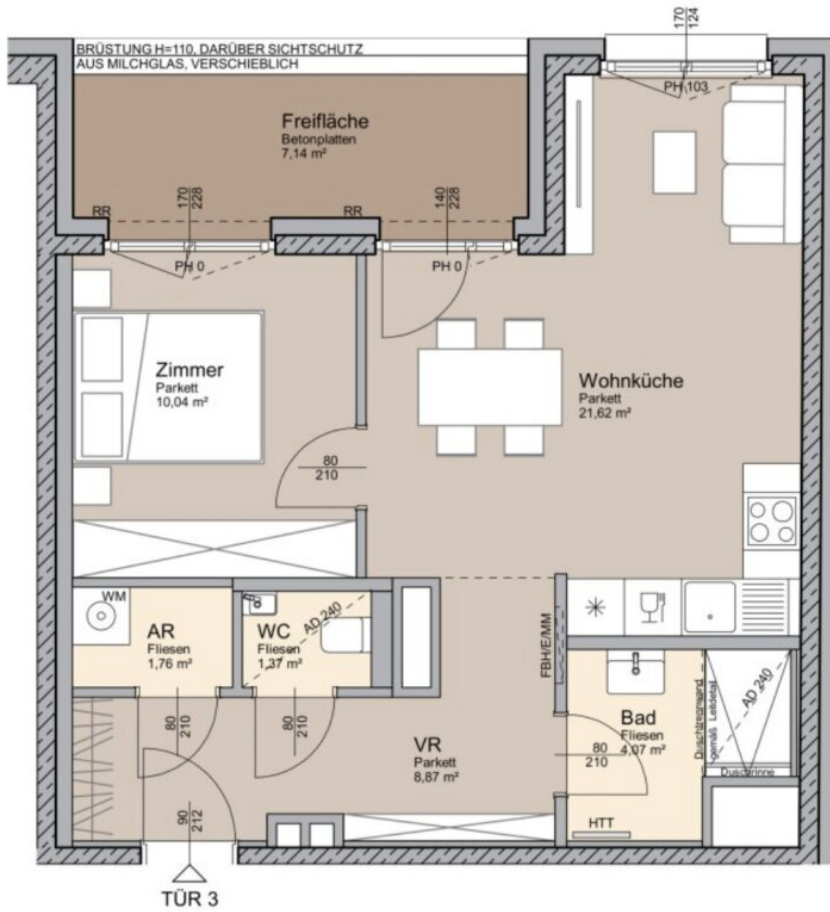 170
124
BRÜSTUNG H=110, DARÜBER SICHTSCHUTZ
AUS MILCHGLAS, VERSCHIEBLICH
PH 103
Freifläche
Betonplatten
7,14 m²
RR
170
228
RR
140
228
PH 0
PH 0
Zimmer
Parkett
10,04 m²
Wohnküche
Parkett
21,62 m²
80
210
WM
AR
Fliesen
1,76 m²
WC
Fliesen
1,37 m²
AD 240
FBH/E/MM
80
210
80
210
VR
Parkett
8,87 m²
80
210
Bad
Fliesen
4,07 m²
Duschtrennwand
gemäß Leitdetail
AD 240
Duschrinne
HTT
90
212
TÜR 3